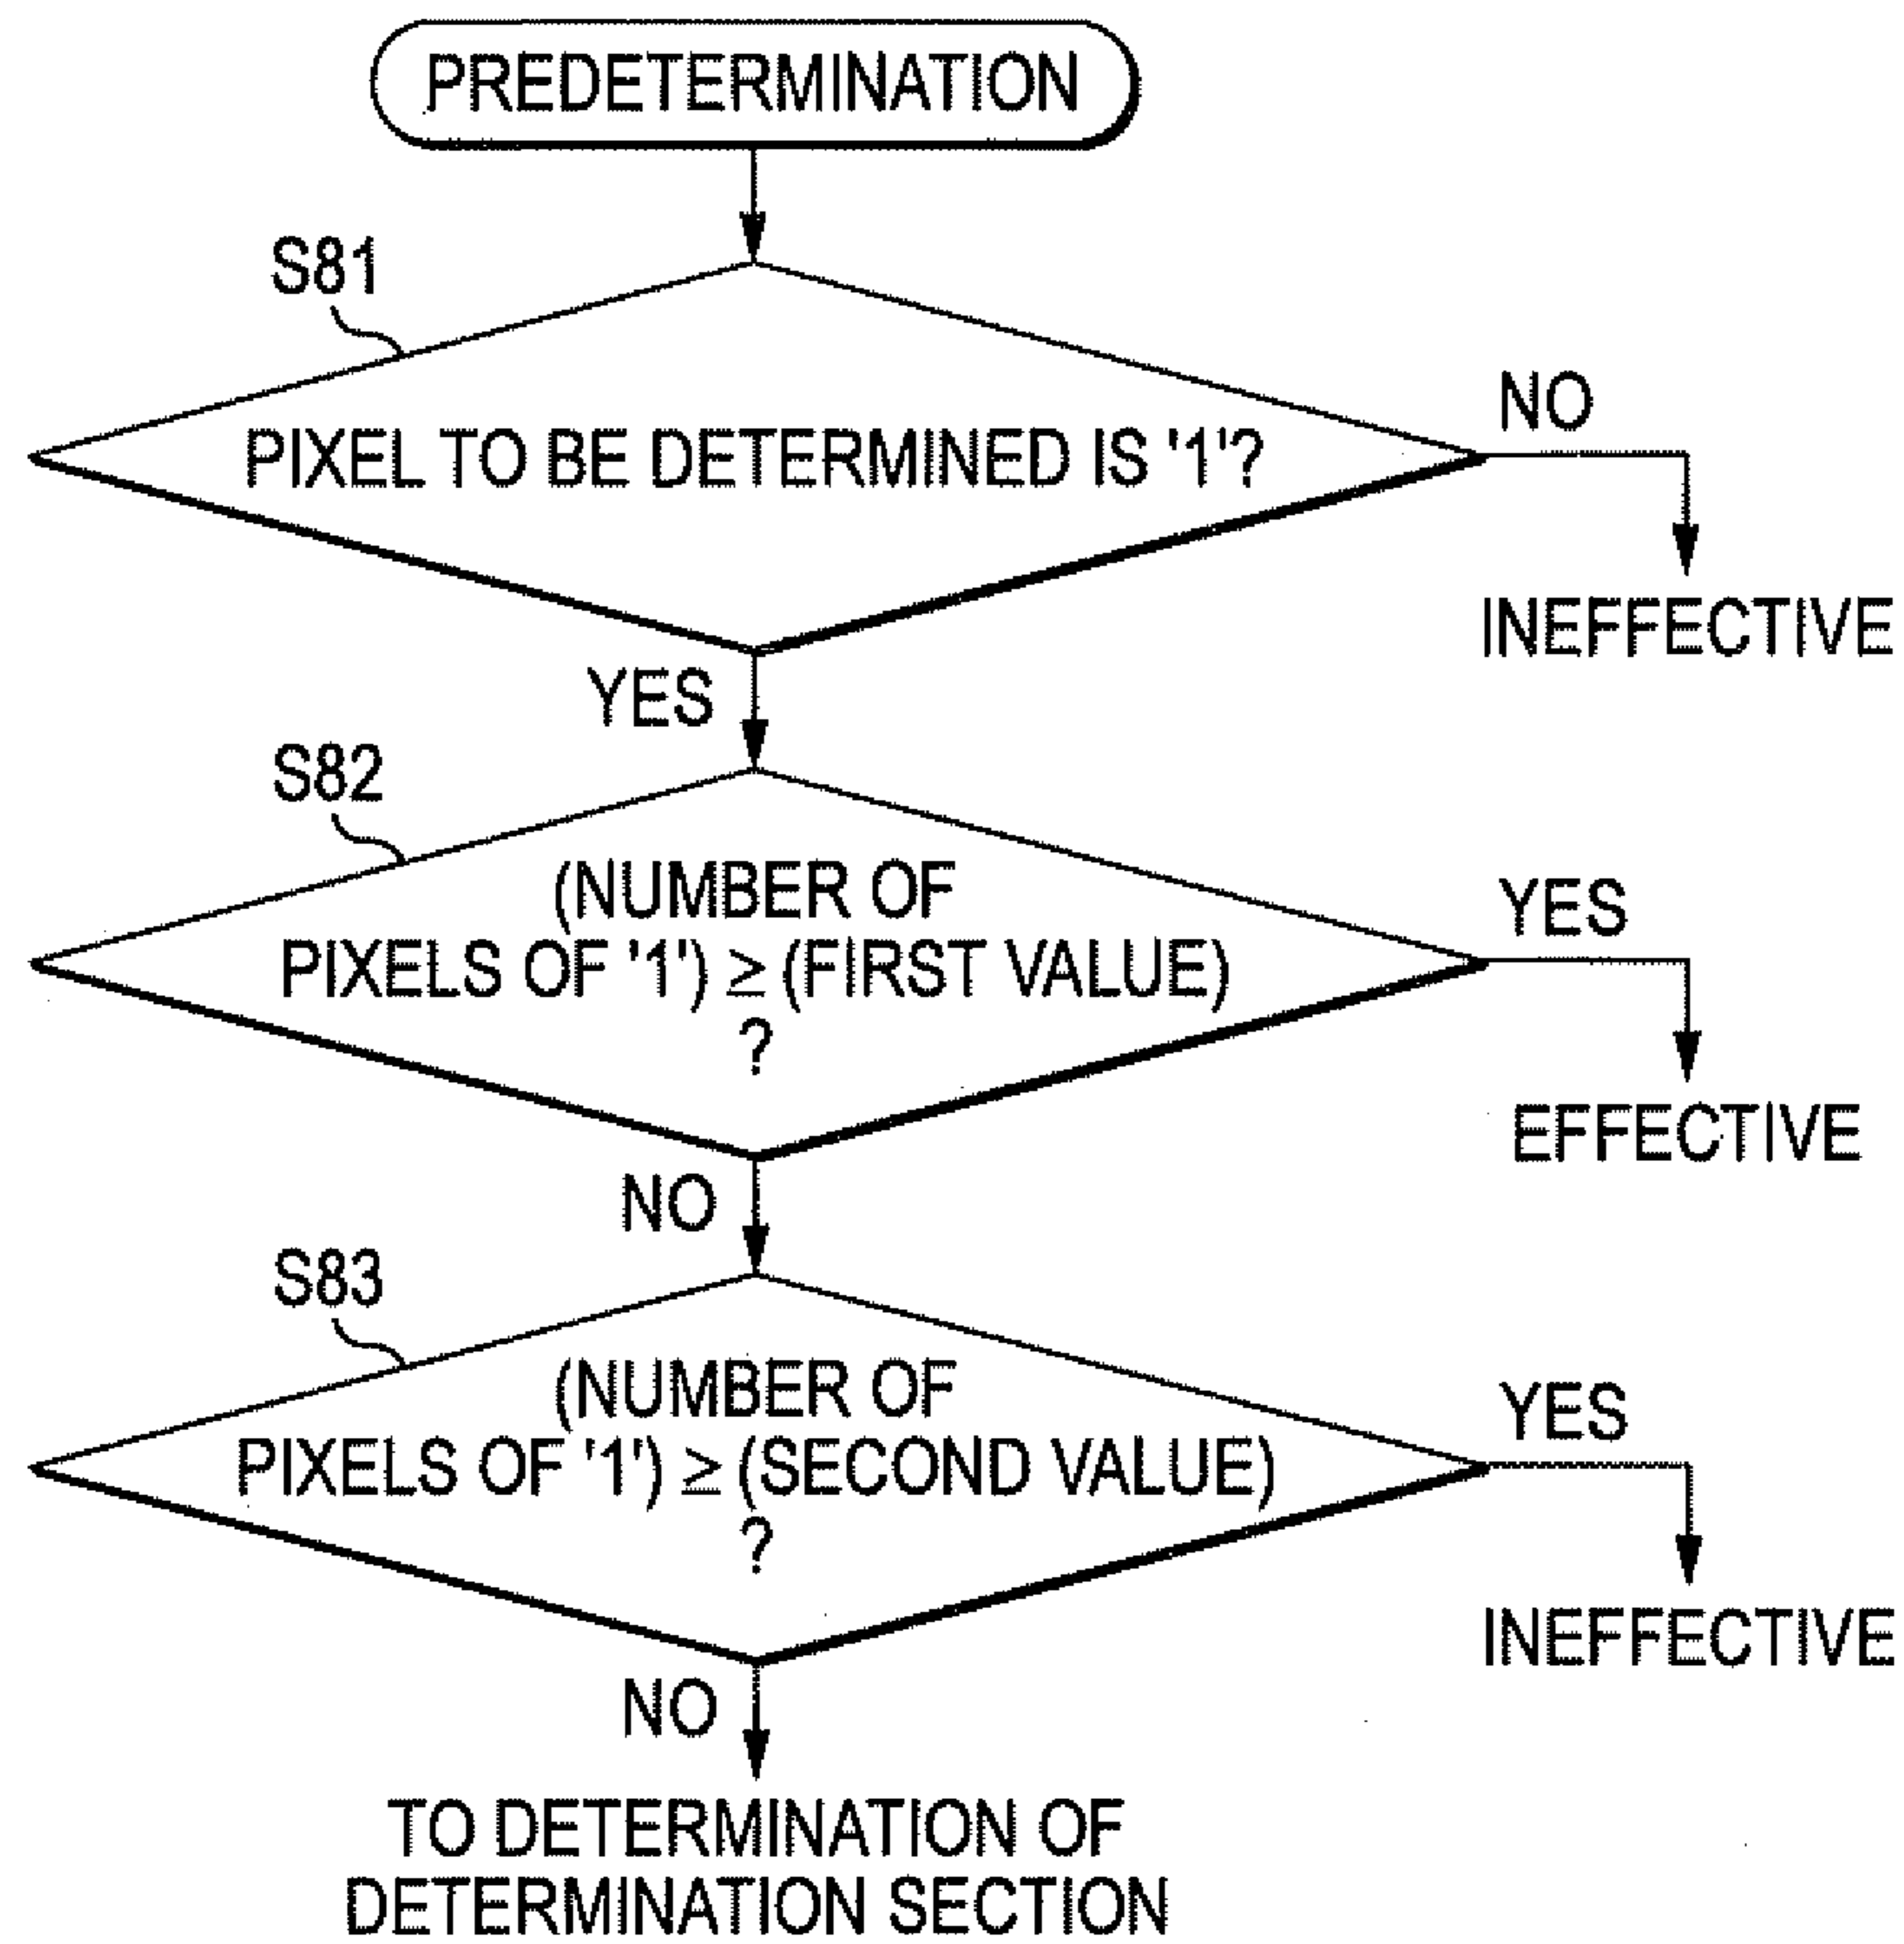 PREDETERMINATION
S81
PIXEL TO BE DETERMINED IS '1'?
NO
INEFFECTIVE
YES
S82
(NUMBER OF
PIXELS OF '1') ≥ (FIRST VALUE)
?
YES
EFFECTIVE
NO
S83
(NUMBER OF
PIXELS OF '1') ≥ (SECOND VALUE)
?
YES
INEFFECTIVE
NO
TO DETERMINATION OF
DETERMINATION SECTION